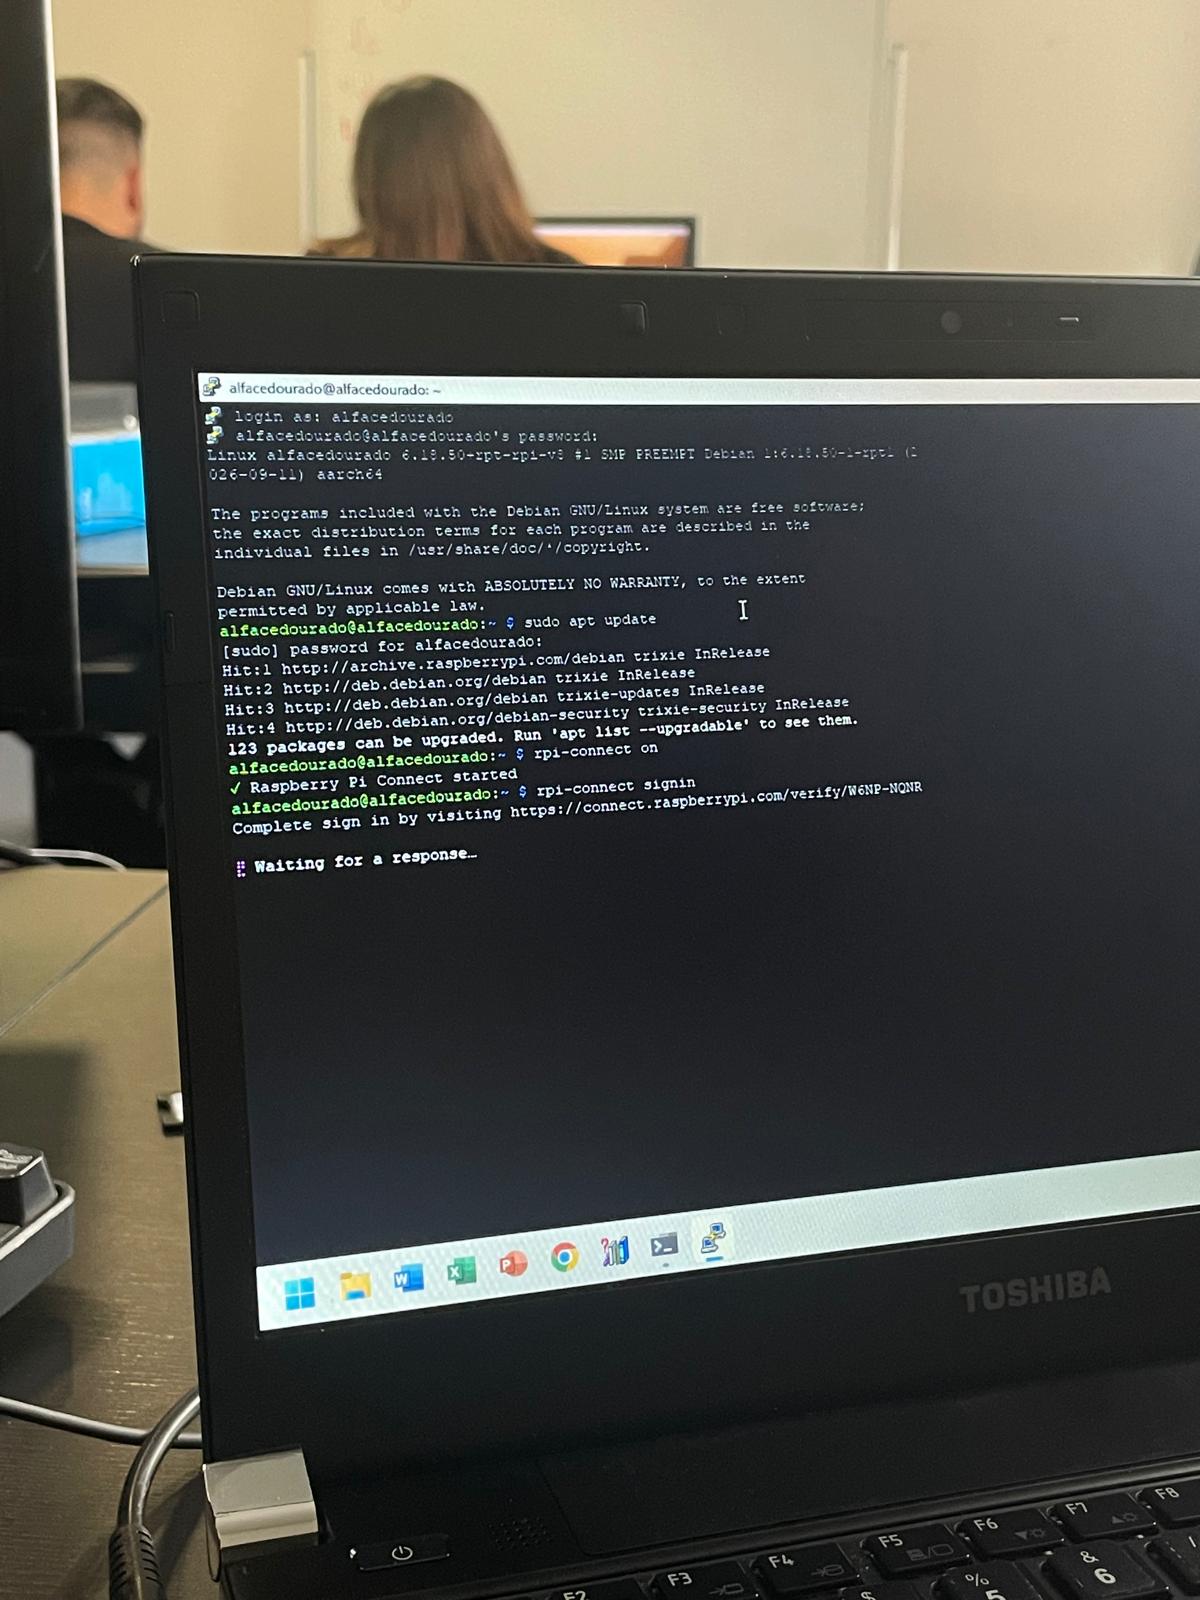 alfacedourado@alfacedourado: ~
login as: alfacedourado
alfacedourado@alfacedourado's password:
Linux alfacedourado 6.18.50+rpt-rpi-v8 #1 SMP PREEMPT Debian 1:6.18.50-1+rpt1 (2
026-09-11) aarch64
The programs included with the Debian GNU/Linux system are free software;
the exact distribution terms for each program are described in the
individual files in /usr/share/doc/*/copyright.
Debian GNU/Linux comes with ABSOLUTELY NO WARRANTY, to the extent
permitted by applicable law.
alfacedourado@alfacedourado:~ $ sudo apt update
[sudo] password for alfacedourado:
Hit:1 http://archive.raspberrypi.com/debian trixie InRelease
Hit:2 http://deb.debian.org/debian trixie InRelease
Hit:3 http://deb.debian.org/debian trixie-updates InRelease
Hit:4 http://deb.debian.org/debian-security trixie-security InRelease
123 packages can be upgraded. Run 'apt list --upgradable' to see them.
alfacedourado@alfacedourado:~ $ rpi-connect on
✓ Raspberry Pi Connect started
alfacedourado@alfacedourado:~ $ rpi-connect signin
Complete sign in by visiting https://connect.raspberrypi.com/verify/W6NP-NQNR
Waiting for a response…
W
X
P
TOSHIBA
F2 F3 F4 F5 F6 F7 F8
$ % 5 & 6